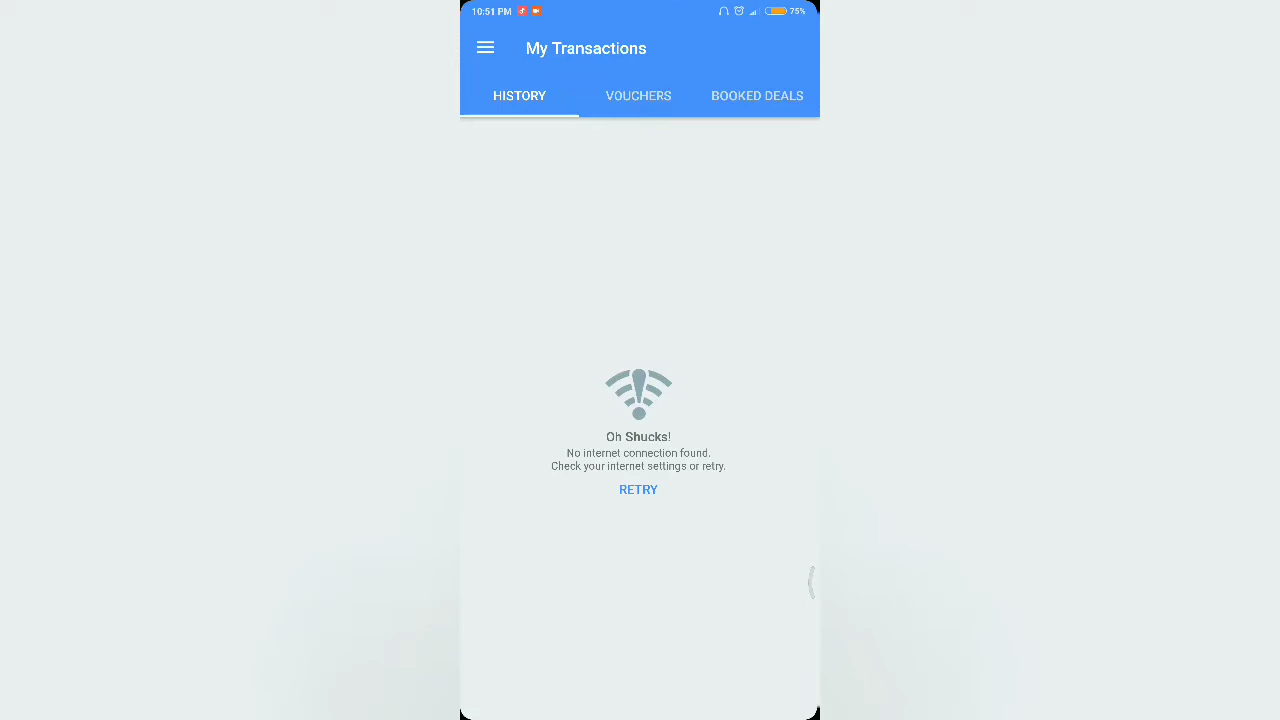 10:51 PM 75%
My Transactions
HISTORY VOUCHERS BOOKED DEALS
Oh Shucks!
No internet connection found.
Check your internet settings or retry.
RETRY